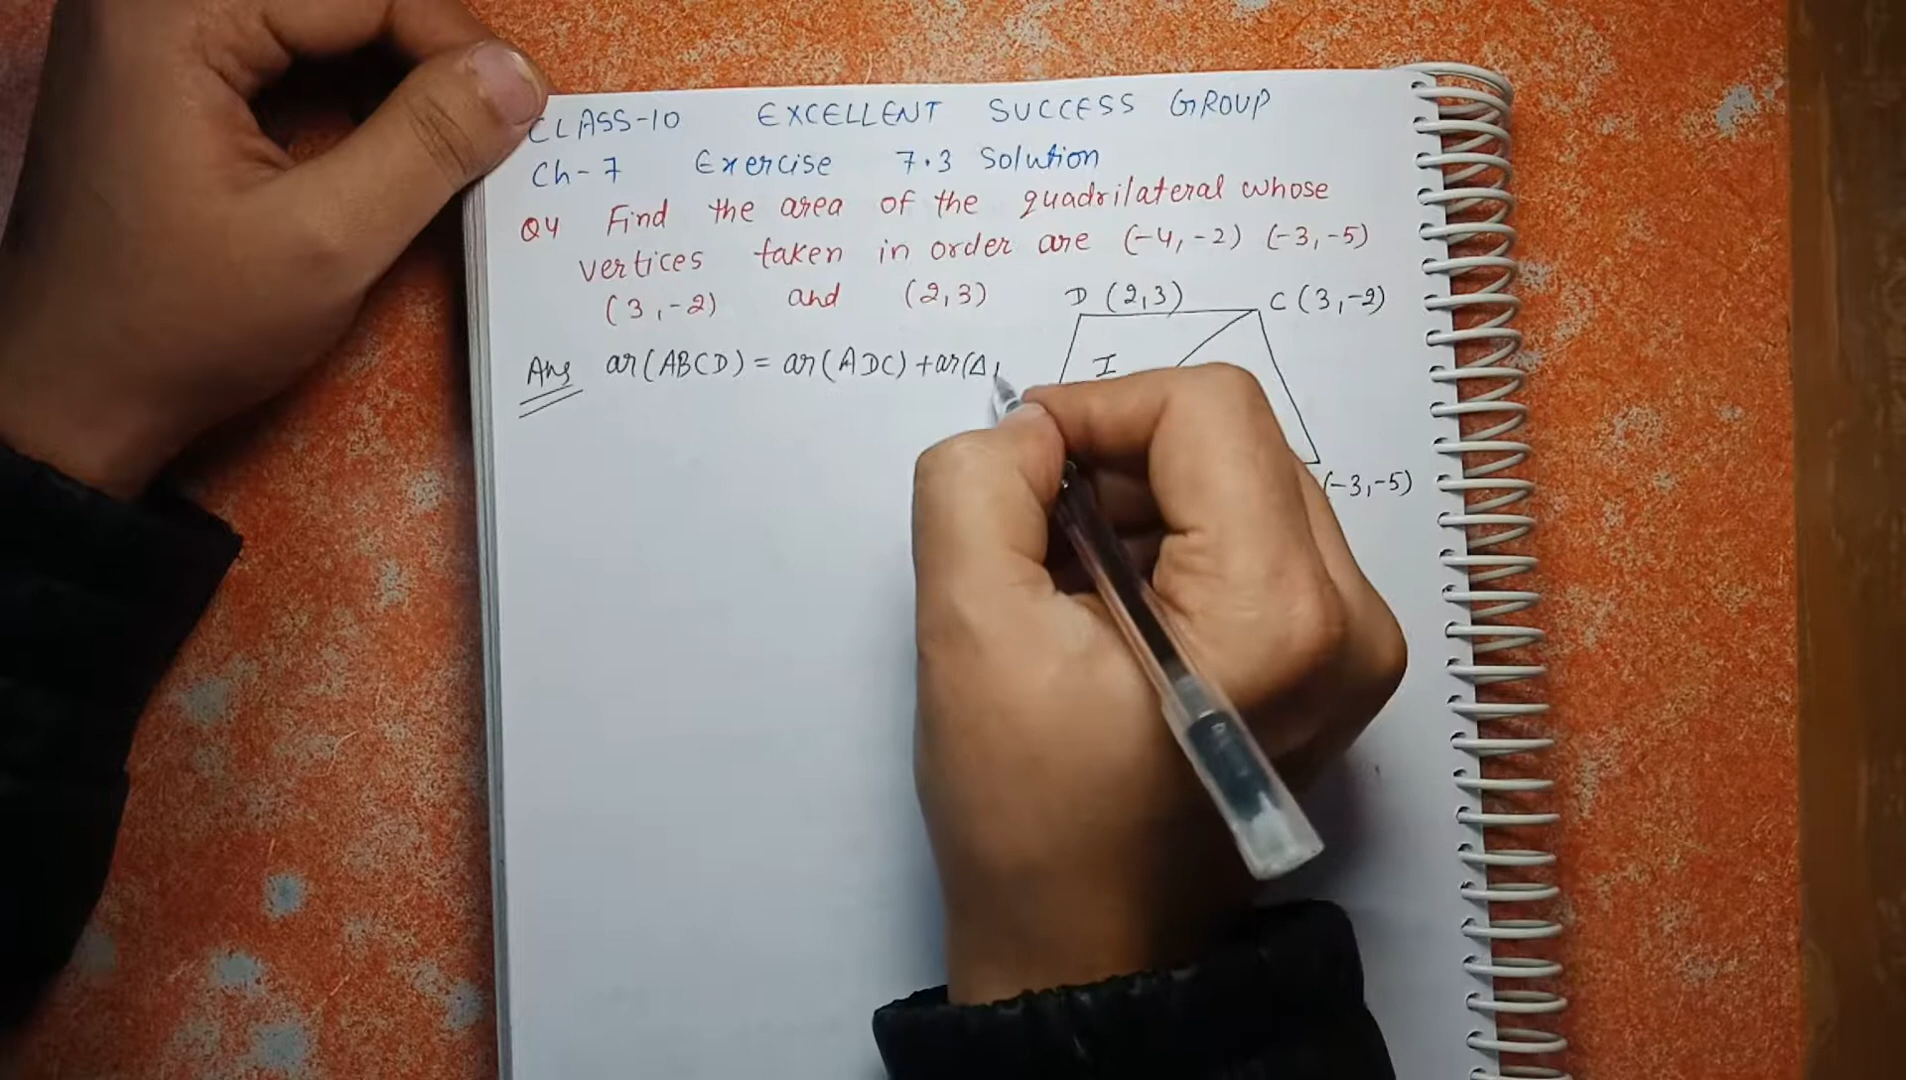 CLASS-10 EXCELLENT SUCCESS GROUP
Ch-7 Exercise 7.3 Solution
Q4 Find the area of the quadrilateral whose
vertices taken in order are (-4,-2) (-3,-5)
(3,-2) and (2,3)
D (2,3) C (3,-2)
Ans ar(ABCD) = ar(ADC) +ar(Δ
I
(-3,-5)